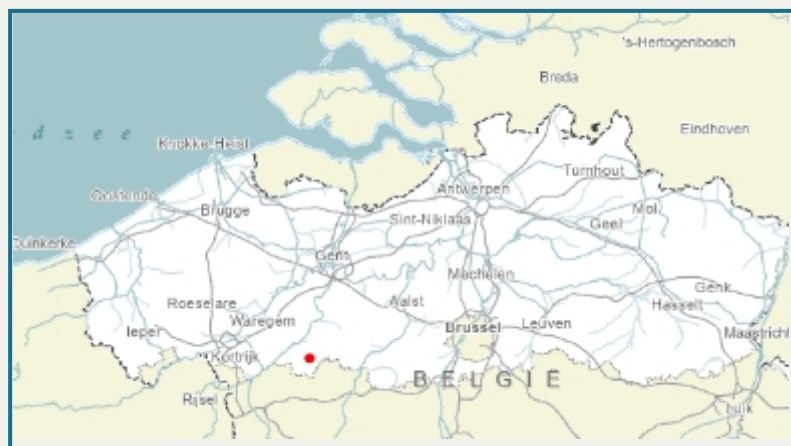 's-Hertogenbosch
Breda
d z e e
Eindhoven
Knokke-Heist
Turnhout
Antwerpen
Oostende
Mol
Brugge
Sint-Niklaas
Geel
Duinkerke
Gent
Mechelen
Genk
Roeselare
Aalst
Hasselt
Waregem
Ieper
Brussel
Leuven
Maastricht
Kortrijk
BELGIË
Rijsel
Luik